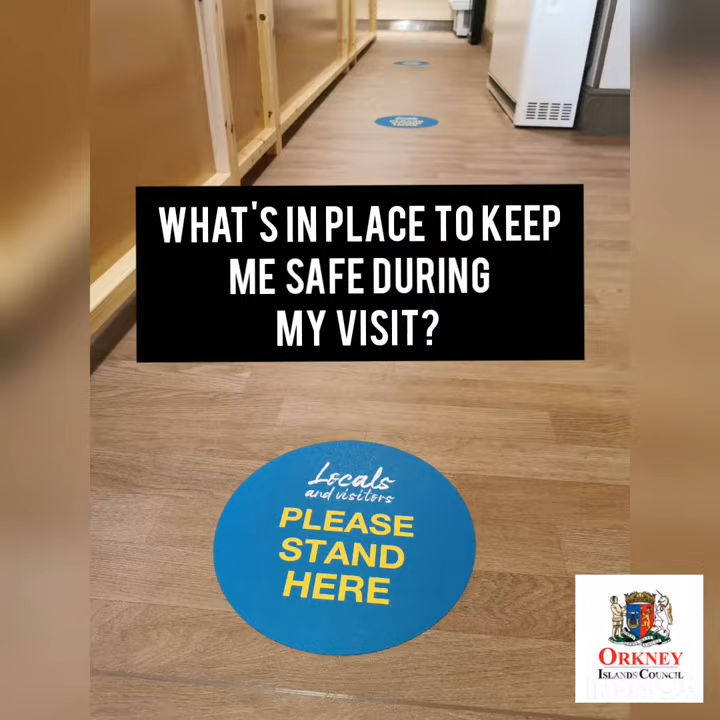 WHAT'S IN PLACE TO KEEP
ME SAFE DURING
MY VISIT?
Locals
and visitors
PLEASE
STAND
HERE
ORKNEY
ISLANDS COUNCIL